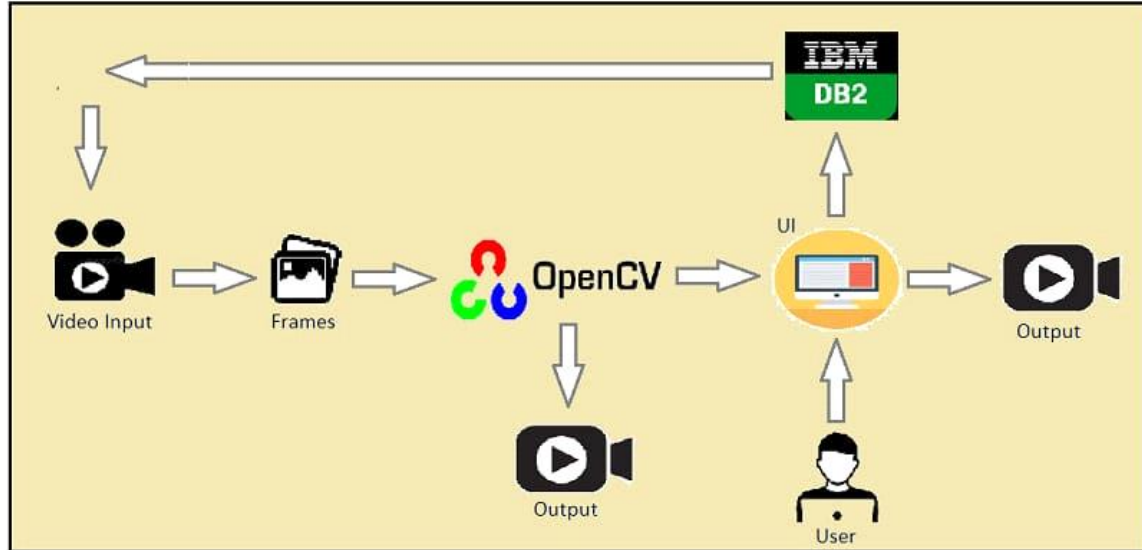 IBM
DB2
UI
Video Input
Frames
OpenCV
Output
Output
User